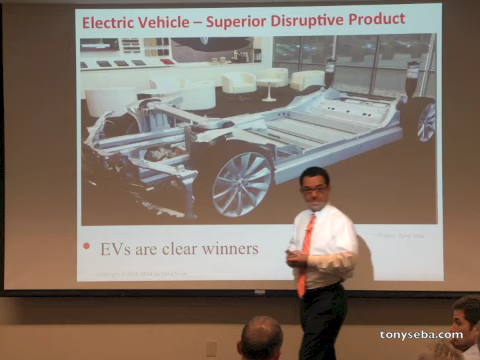 Electric Vehicle – Superior Disruptive Product
• EVs are clear winners
tonyseba.com